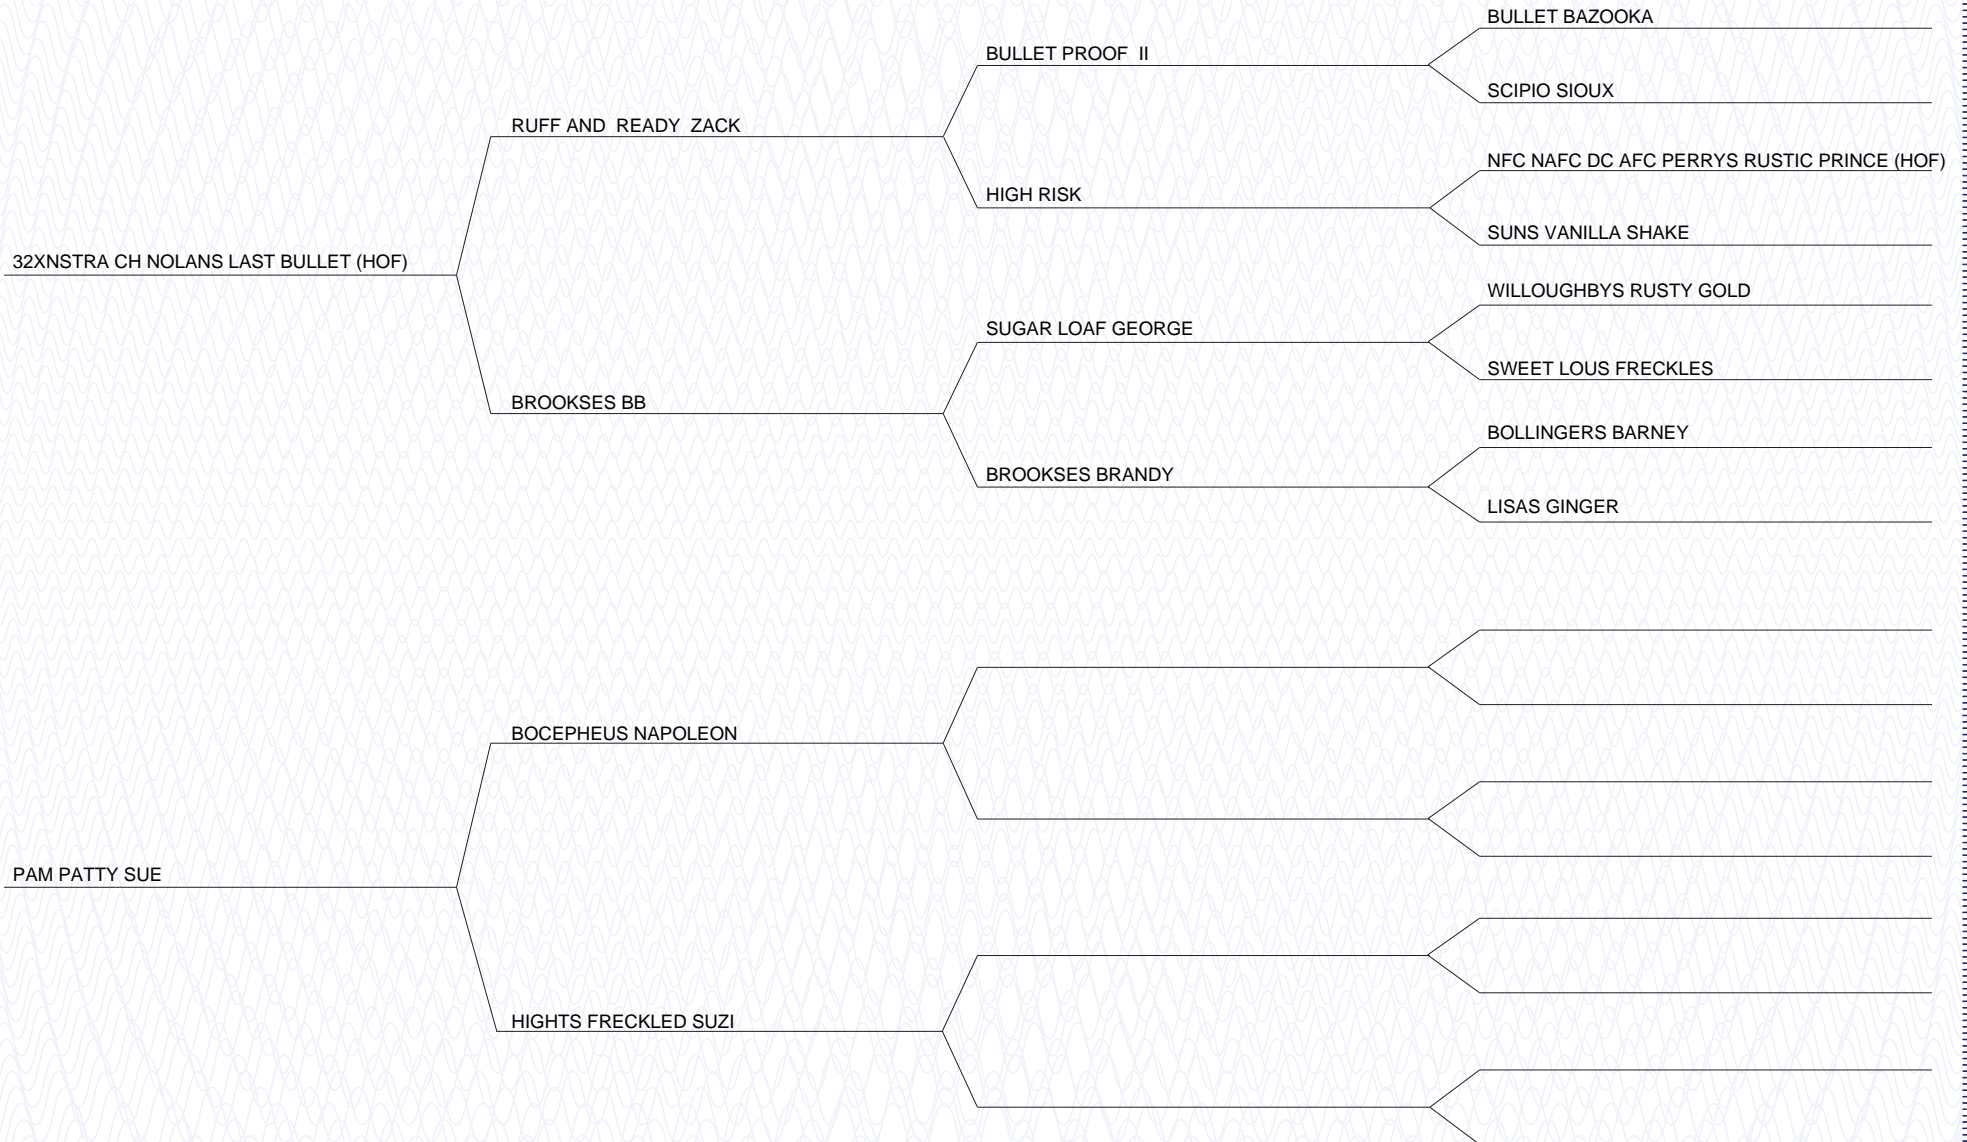 BULLET BAZOOKA
BULLET PROOF  II
SCIPIO SIOUX
RUFF AND  READY  ZACK
NFC NAFC DC AFC PERRYS RUSTIC PRINCE (HOF)
HIGH RISK
SUNS VANILLA SHAKE
32XNSTRA CH NOLANS LAST BULLET (HOF)
WILLOUGHBYS RUSTY GOLD
SUGAR LOAF GEORGE
SWEET LOUS FRECKLES
BROOKSES BB
BOLLINGERS BARNEY
BROOKSES BRANDY
LISAS GINGER
BOCEPHEUS NAPOLEON
PAM PATTY SUE
HIGHTS FRECKLED SUZI